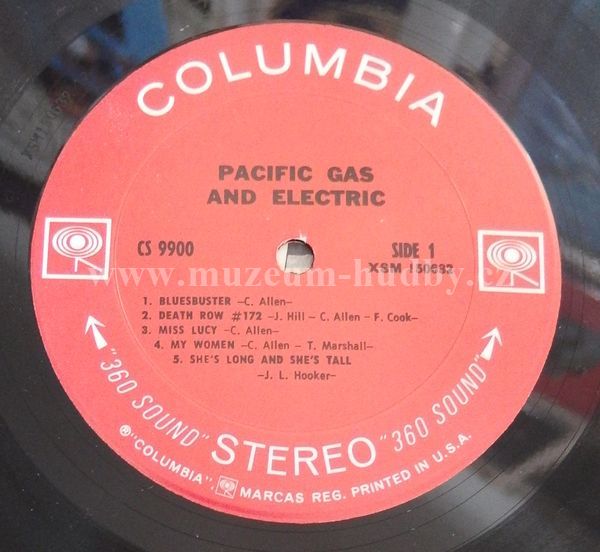 COLUMBIA
PACIFIC GAS
AND ELECTRIC
CS 9900
SIDE 1
XSM 150682
www.muzeum-hudby.cz
1. BLUESBUSTER –C. Allen–
2. DEATH ROW #172 –J. Hill – C. Allen – F. Cook–
3. MISS LUCY –C. Allen–
4. MY WOMEN –C. Allen – T. Marshall–
5. SHE'S LONG AND SHE'S TALL
–J. L. Hooker–
"360 SOUND" STEREO "360 SOUND"
® "COLUMBIA", MARCAS REG. PRINTED IN U.S.A.